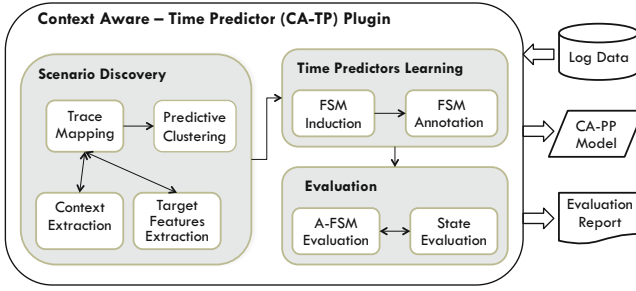 Context Aware – Time Predictor (CA-TP) Plugin
Scenario Discovery
Trace
Mapping
Predictive
Clustering
Context
Extraction
Target
Features
Extraction
Time Predictors Learning
FSM
Induction
FSM
Annotation
Evaluation
A-FSM
Evaluation
State
Evaluation
Log Data
CA-PP
Model
Evaluation
Report